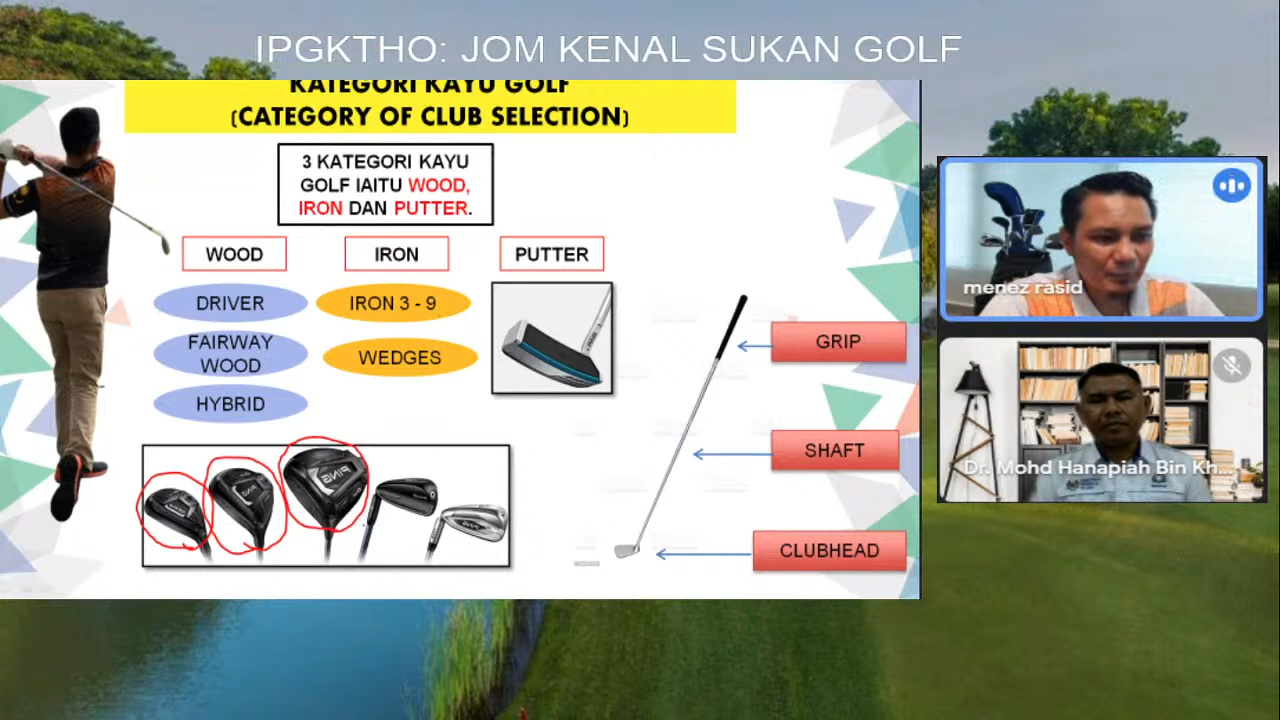 IPGKTHO: JOM KENAL SUKAN GOLF
KATEGORI KAYU GOLF
(CATEGORY OF CLUB SELECTION)
3 KATEGORI KAYU
GOLF IAITU WOOD,
IRON DAN PUTTER.
WOOD
IRON
PUTTER
DRIVER
IRON 3 - 9
FAIRWAY
WOOD
WEDGES
HYBRID
PING
GRIP
SHAFT
CLUBHEAD
menez rasid
Dr. Mohd Hanapiah Bin Kh...